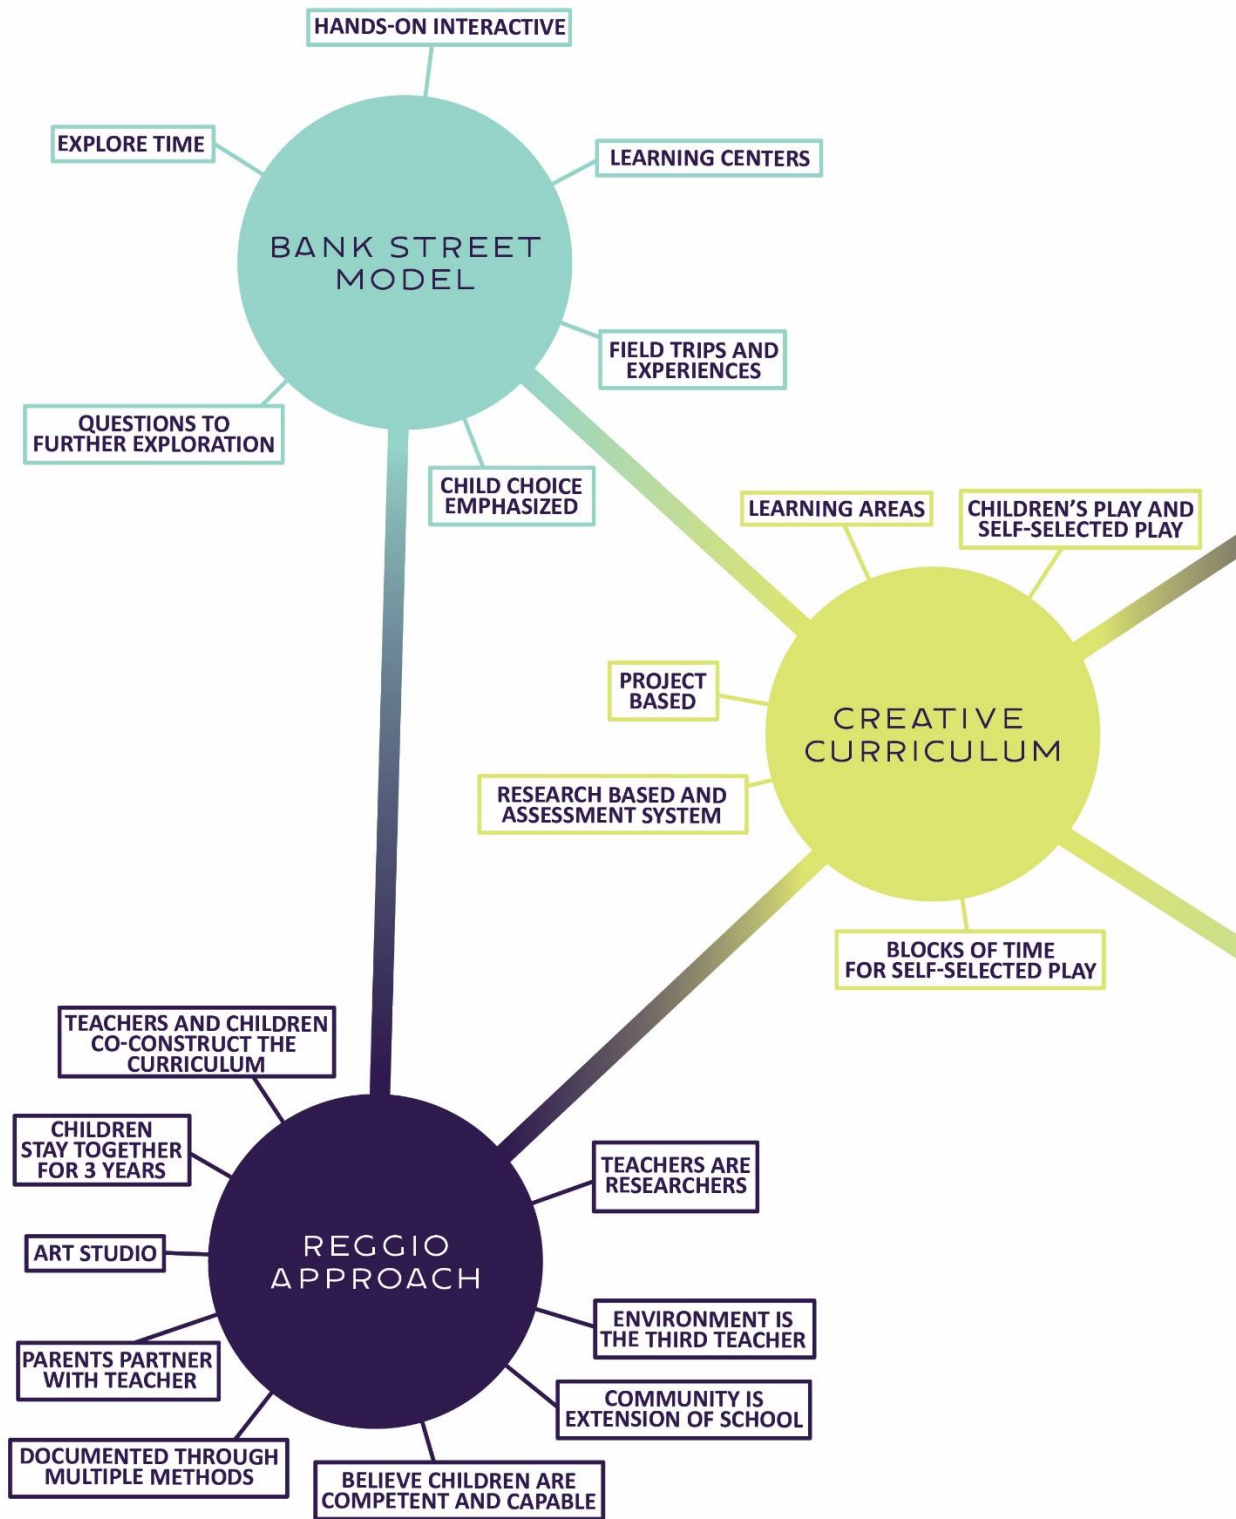 HANDS-ON INTERACTIVE
EXPLORE TIME
LEARNING CENTERS
BANK STREET
MODEL
FIELD TRIPS AND
EXPERIENCES
QUESTIONS TO
FURTHER EXPLORATION
CHILD CHOICE
EMPHASIZED
LEARNING AREAS
CHILDREN’S PLAY AND
SELF-SELECTED PLAY
PROJECT
BASED
CREATIVE
CURRICULUM
RESEARCH BASED AND
ASSESSMENT SYSTEM
BLOCKS OF TIME
FOR SELF-SELECTED PLAY
TEACHERS AND CHILDREN
CO-CONSTRUCT THE
CURRICULUM
CHILDREN
STAY TOGETHER
FOR 3 YEARS
TEACHERS ARE
RESEARCHERS
ART STUDIO
REGGIO
APPROACH
ENVIRONMENT IS
THE THIRD TEACHER
PARENTS PARTNER
WITH TEACHER
COMMUNITY IS
EXTENSION OF SCHOOL
DOCUMENTED THROUGH
MULTIPLE METHODS
BELIEVE CHILDREN ARE
COMPETENT AND CAPABLE